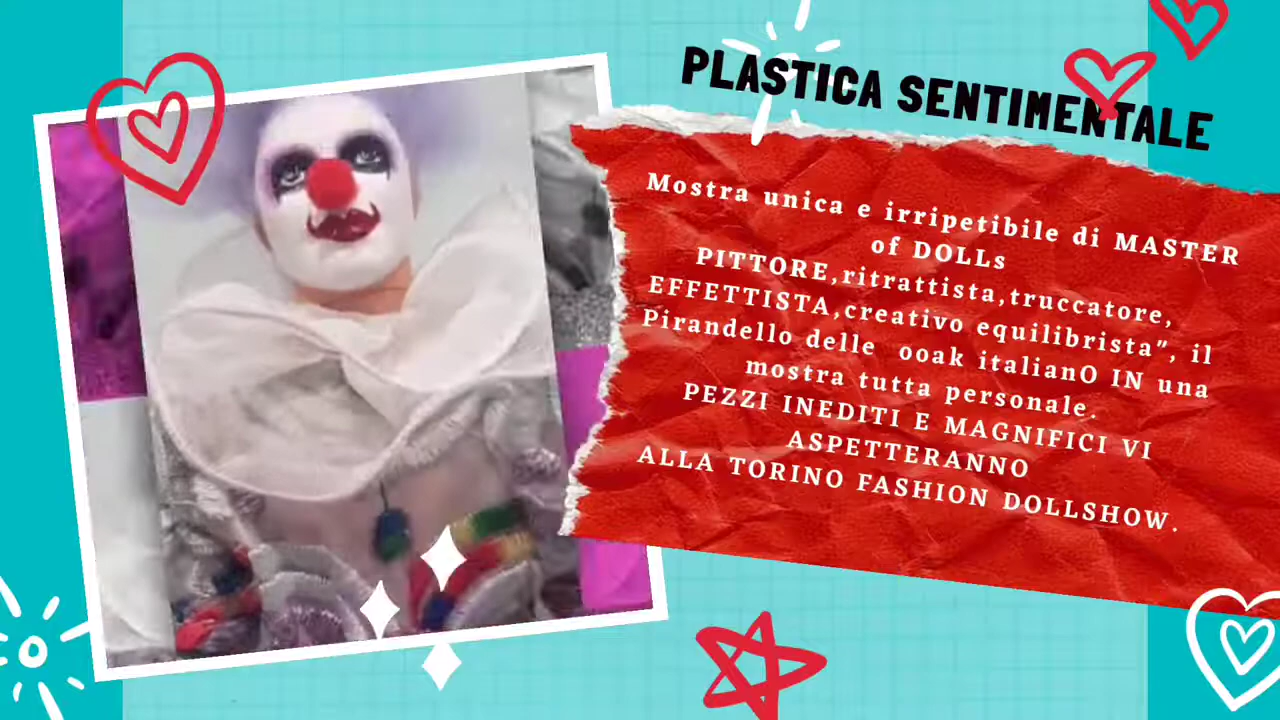 PLASTICA SENTIMENTALE
Mostra unica e irripetibile di MASTER
of DOLLs
PITTORE,ritrattista,truccatore,
EFFETTISTA,creativo equilibrista”, il
Pirandello delle ooak italianO IN una
mostra tutta personale.
PEZZI INEDITI E MAGNIFICI VI
ASPETTERANNO
ALLA TORINO FASHION DOLLSHOW.